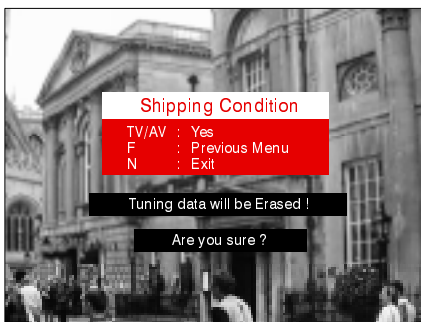 Shipping Condition
TV/AV : Yes
F : Previous Menu
N : Exit
Tuning data will be Erased !
Are you sure ?